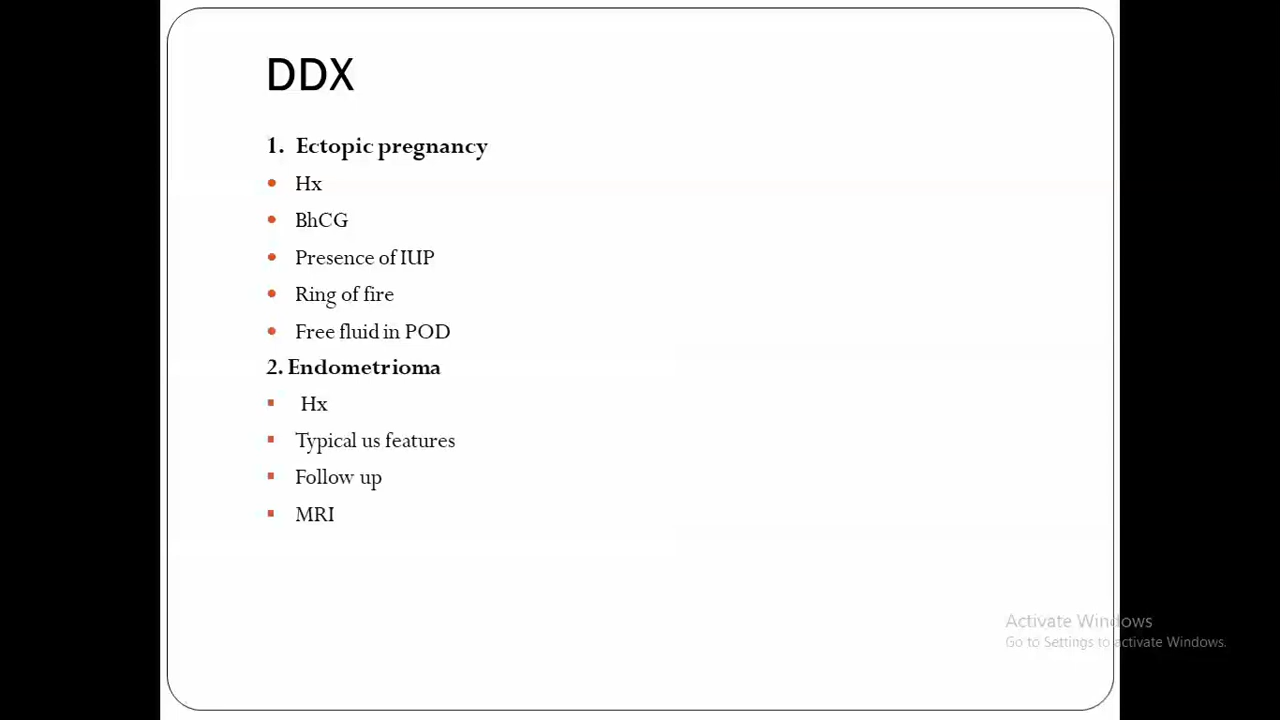 DDX
1. Ectopic pregnancy
• Hx
• BhCG
• Presence of IUP
• Ring of fire
• Free fluid in POD
2. Endometrioma
▪ Hx
▪ Typical us features
▪ Follow up
▪ MRI
Activate Windows
Go to Settings to activate Windows.